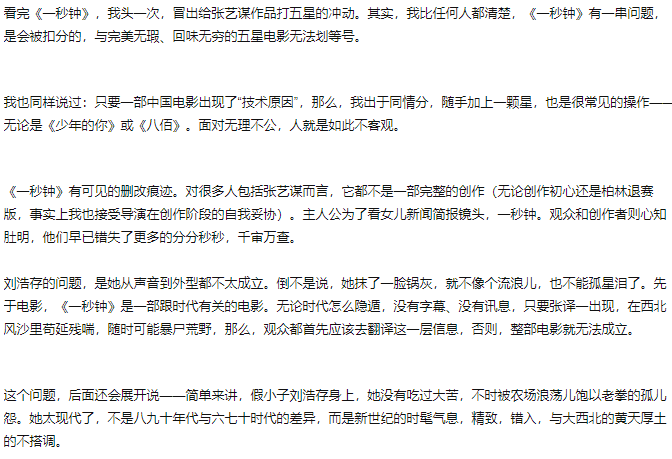 看完《一秒钟》，我头一次，冒出给张艺谋作品打五星的冲动。其实，我比任何人都清楚，《一秒钟》有一串问题，
是会被扣分的，与完美无瑕、回味无穷的五星电影无法划等号。
我也同样说过：只要一部中国电影出现了“技术原因”，那么，我出于同情分，随手加上一颗星，也是很常见的操作——
无论是《少年的你》或《八佰》。面对无理不公，人就是如此不客观。
《一秒钟》有可见的删改痕迹。对很多人包括张艺谋而言，它都不是一部完整的创作（无论创作初心还是柏林退赛
版，事实上我也接受导演在创作阶段的自我妥协）。主人公为了看女儿新闻简报镜头，一秒钟。观众和创作者则心知
肚明，他们早已错失了更多的分分秒秒，千审万查。
刘浩存的问题，是她从声音到外型都不太成立。倒不是说，她抹了一脸锅灰，就不像个流浪儿，也不能孤星泪了。先
于电影，《一秒钟》是一部跟时代有关的电影。无论时代怎么隐遁，没有字幕、没有讯息，只要张译一出现，在西北
风沙里苟延残喘，随时可能暴尸荒野，那么，观众都首先应该去翻译这一层信息，否则，整部电影就无法成立。
这个问题，后面还会展开说——简单来讲，假小子刘浩存身上，她没有吃过大苦，不时被农场浪荡儿饱以老拳的孤儿
怨。她太现代了，不是八九十年代与六七十时代的差异，而是新世纪的时髦气息，精致，错入，与大西北的黄天厚土
的不搭调。